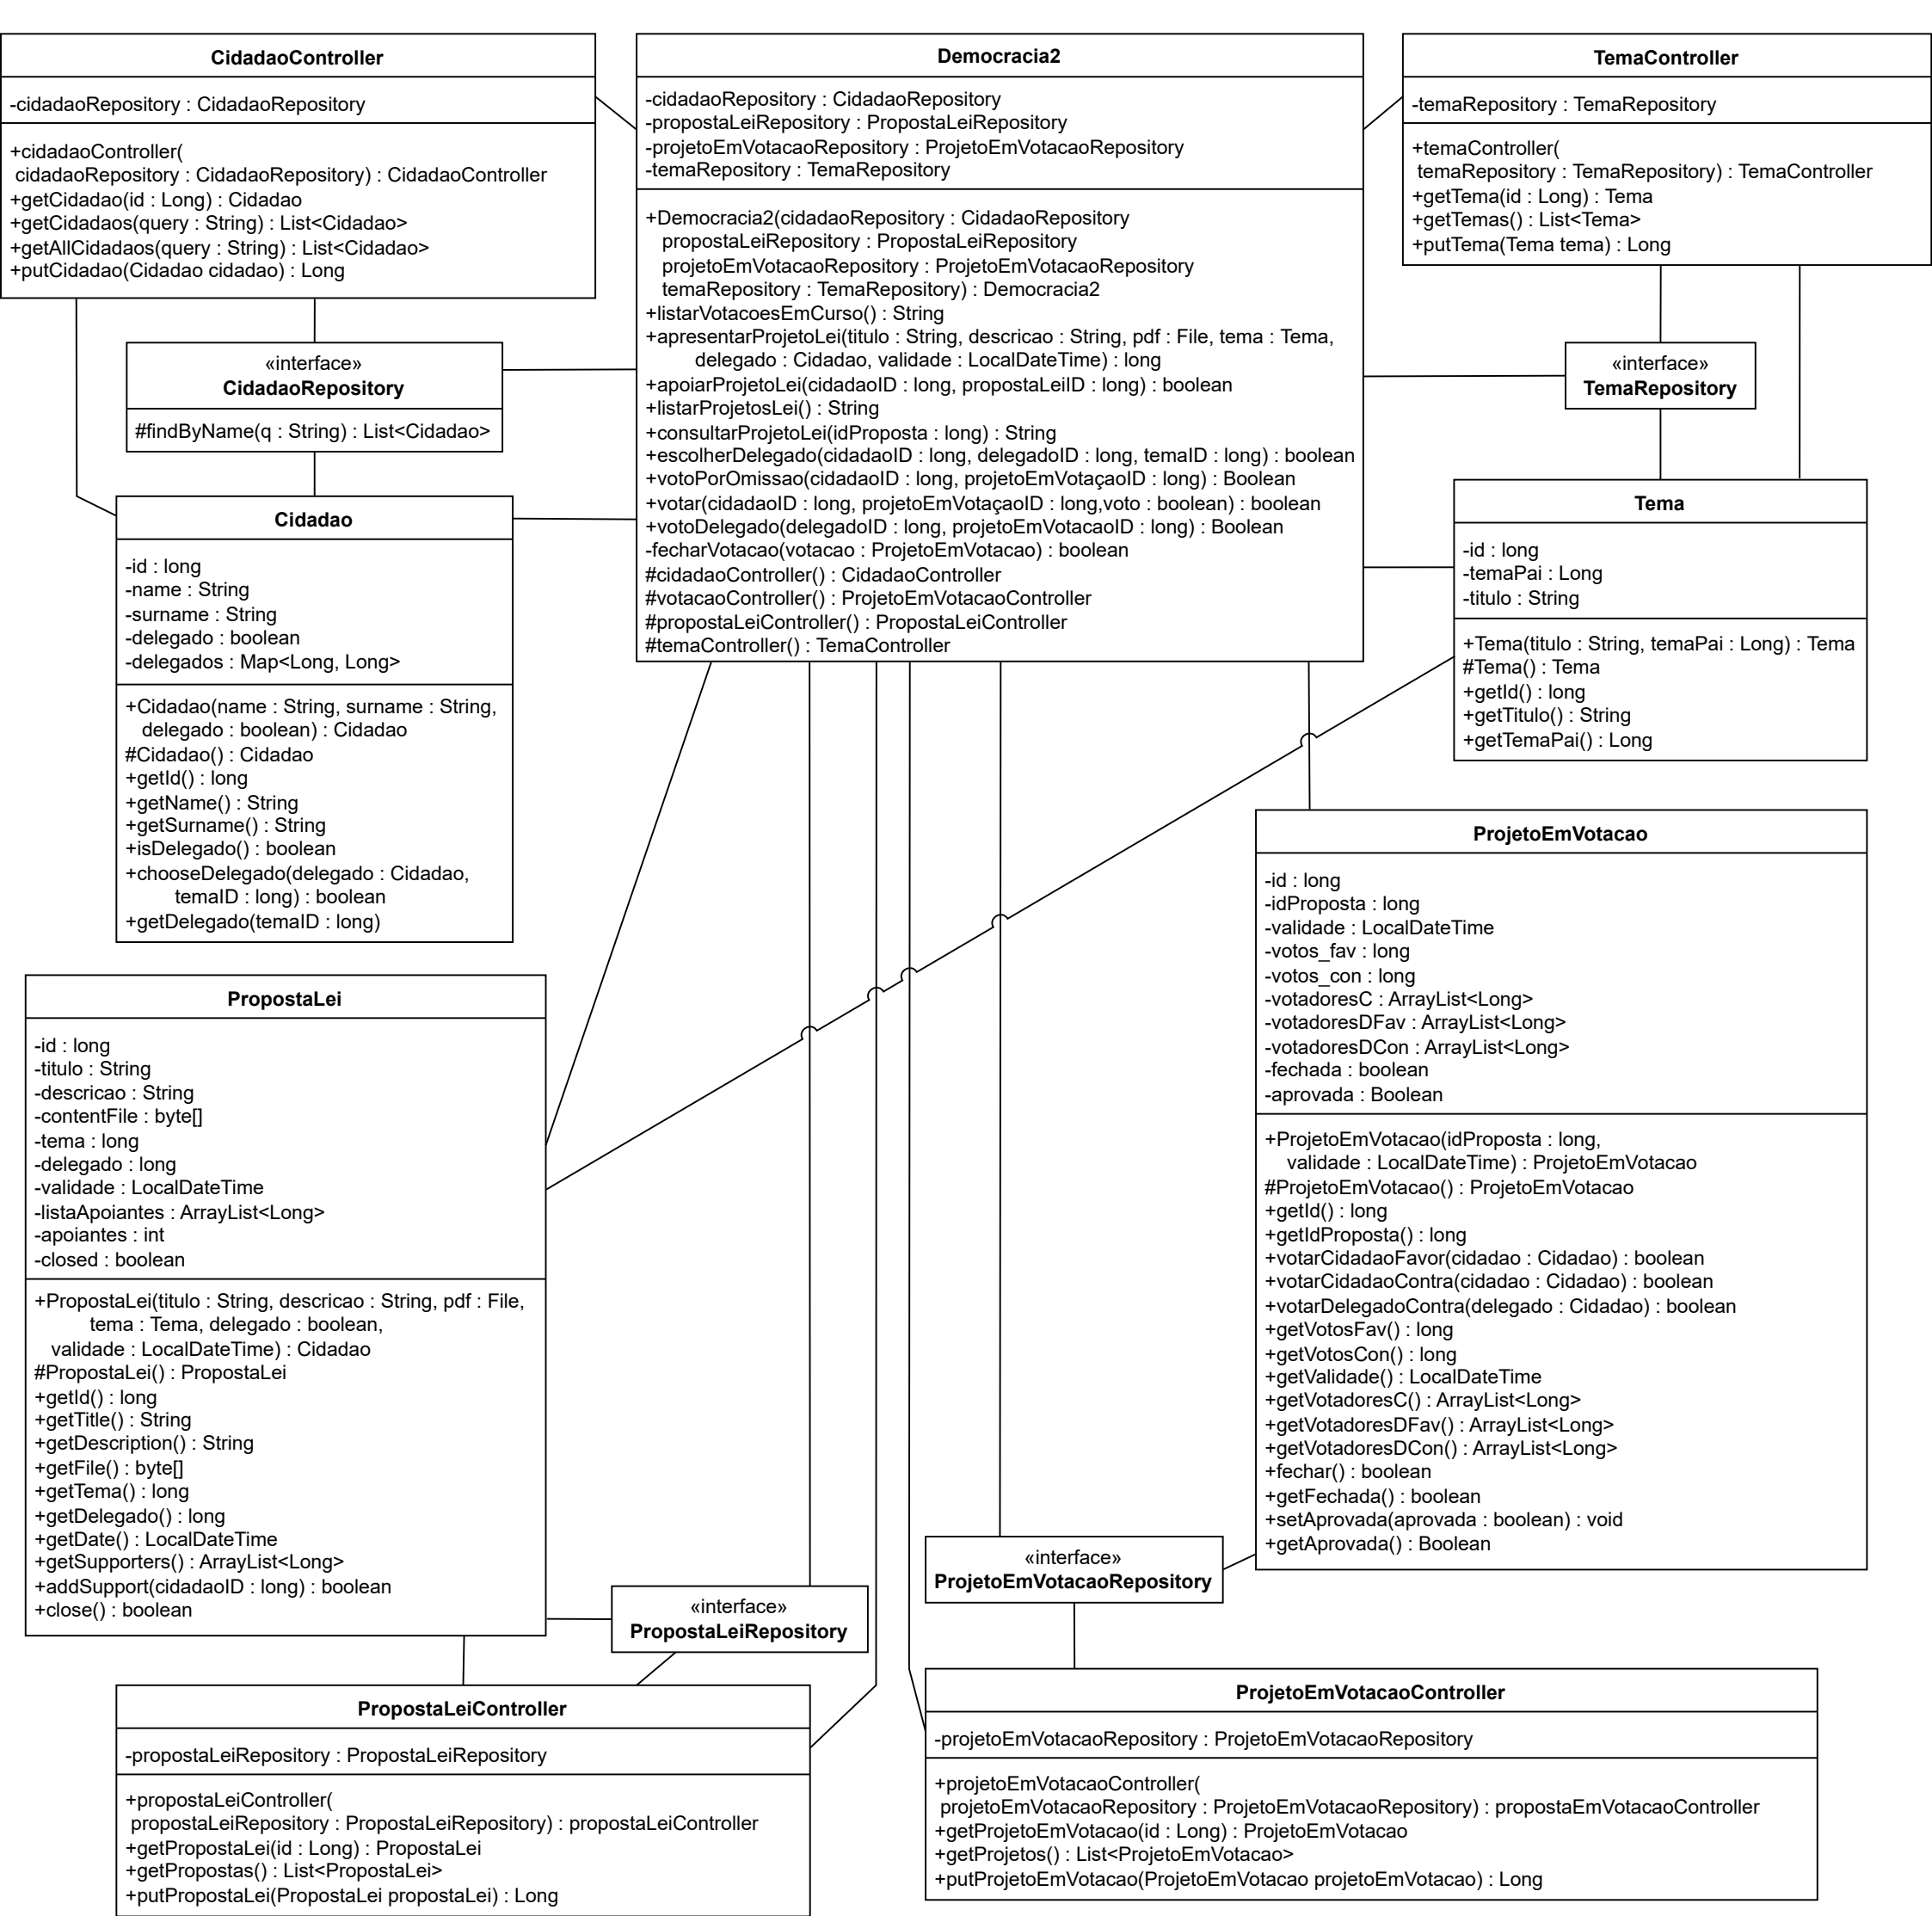 CidadaoController
-cidadaoRepository : CidadaoRepository
+cidadaoController(
cidadaoRepository : CidadaoRepository) : CidadaoController
+getCidadao(id : Long) : Cidadao
+getCidadaos(query : String) : List<Cidadao>
+getAllCidadaos(query : String) : List<Cidadao>
+putCidadao(Cidadao cidadao) : Long
Democracia2
-cidadaoRepository : CidadaoRepository
-propostaLeiRepository : PropostaLeiRepository
-projetoEmVotacaoRepository : ProjetoEmVotacaoRepository
-temaRepository : TemaRepository
+Democracia2(cidadaoRepository : CidadaoRepository
propostaLeiRepository : PropostaLeiRepository
projetoEmVotacaoRepository : ProjetoEmVotacaoRepository
temaRepository : TemaRepository) : Democracia2
+listarVotacoesEmCurso() : String
+apresentarProjetoLei(titulo : String, descricao : String, pdf : File, tema : Tema,
delegado : Cidadao, validade : LocalDateTime) : long
+apoiarProjetoLei(cidadaoID : long, propostaLeiID : long) : boolean
+listarProjetosLei() : String
+consultarProjetoLei(idProposta : long) : String
+escolherDelegado(cidadaoID : long, delegadoID : long, temaID : long) : boolean
+votoPorOmissao(cidadaoID : long, projetoEmVotaçaoID : long) : Boolean
+votar(cidadaoID : long, projetoEmVotaçaoID : long,voto : boolean) : boolean
+votoDelegado(delegadoID : long, projetoEmVotacaoID : long) : Boolean
-fecharVotacao(votacao : ProjetoEmVotacao) : boolean
#cidadaoController() : CidadaoController
#votacaoController() : ProjetoEmVotacaoController
#propostaLeiController() : PropostaLeiController
#temaController() : TemaController
TemaController
-temaRepository : TemaRepository
+temaController(
temaRepository : TemaRepository) : TemaController
+getTema(id : Long) : Tema
+getTemas() : List<Tema>
+putTema(Tema tema) : Long
«interface»
CidadaoRepository
#findByName(q : String) : List<Cidadao>
«interface»
TemaRepository
Cidadao
-id : long
-name : String
-surname : String
-delegado : boolean
-delegados : Map<Long, Long>
+Cidadao(name : String, surname : String,
delegado : boolean) : Cidadao
#Cidadao() : Cidadao
+getId() : long
+getName() : String
+getSurname() : String
+isDelegado() : boolean
+chooseDelegado(delegado : Cidadao,
temaID : long) : boolean
+getDelegado(temaID : long)
Tema
-id : long
-temaPai : Long
-titulo : String
+Tema(titulo : String, temaPai : Long) : Tema
#Tema() : Tema
+getId() : long
+getTitulo() : String
+getTemaPai() : Long
ProjetoEmVotacao
-id : long
-idProposta : long
-validade : LocalDateTime
-votos_fav : long
-votos_con : long
-votadoresC : ArrayList<Long>
-votadoresDFav : ArrayList<Long>
-votadoresDCon : ArrayList<Long>
-fechada : boolean
-aprovada : Boolean
+ProjetoEmVotacao(idProposta : long,
validade : LocalDateTime) : ProjetoEmVotacao
#ProjetoEmVotacao() : ProjetoEmVotacao
+getId() : long
+getIdProposta() : long
+votarCidadaoFavor(cidadao : Cidadao) : boolean
+votarCidadaoContra(cidadao : Cidadao) : boolean
+votarDelegadoContra(delegado : Cidadao) : boolean
+getVotosFav() : long
+getVotosCon() : long
+getValidade() : LocalDateTime
+getVotadoresC() : ArrayList<Long>
+getVotadoresDFav() : ArrayList<Long>
+getVotadoresDCon() : ArrayList<Long>
+fechar() : boolean
+getFechada() : boolean
+setAprovada(aprovada : boolean) : void
+getAprovada() : Boolean
PropostaLei
-id : long
-titulo : String
-descricao : String
-contentFile : byte[]
-tema : long
-delegado : long
-validade : LocalDateTime
-listaApoiantes : ArrayList<Long>
-apoiantes : int
-closed : boolean
+PropostaLei(titulo : String, descricao : String, pdf : File,
tema : Tema, delegado : boolean,
validade : LocalDateTime) : Cidadao
#PropostaLei() : PropostaLei
+getId() : long
+getTitle() : String
+getDescription() : String
+getFile() : byte[]
+getTema() : long
+getDelegado() : long
+getDate() : LocalDateTime
+getSupporters() : ArrayList<Long>
+addSupport(cidadaoID : long) : boolean
+close() : boolean
«interface»
PropostaLeiRepository
«interface»
ProjetoEmVotacaoRepository
PropostaLeiController
-propostaLeiRepository : PropostaLeiRepository
+propostaLeiController(
propostaLeiRepository : PropostaLeiRepository) : propostaLeiController
+getPropostaLei(id : Long) : PropostaLei
+getPropostas() : List<PropostaLei>
+putPropostaLei(PropostaLei propostaLei) : Long
ProjetoEmVotacaoController
-projetoEmVotacaoRepository : ProjetoEmVotacaoRepository
+projetoEmVotacaoController(
projetoEmVotacaoRepository : ProjetoEmVotacaoRepository) : propostaEmVotacaoController
+getProjetoEmVotacao(id : Long) : ProjetoEmVotacao
+getProjetos() : List<ProjetoEmVotacao>
+putProjetoEmVotacao(ProjetoEmVotacao projetoEmVotacao) : Long